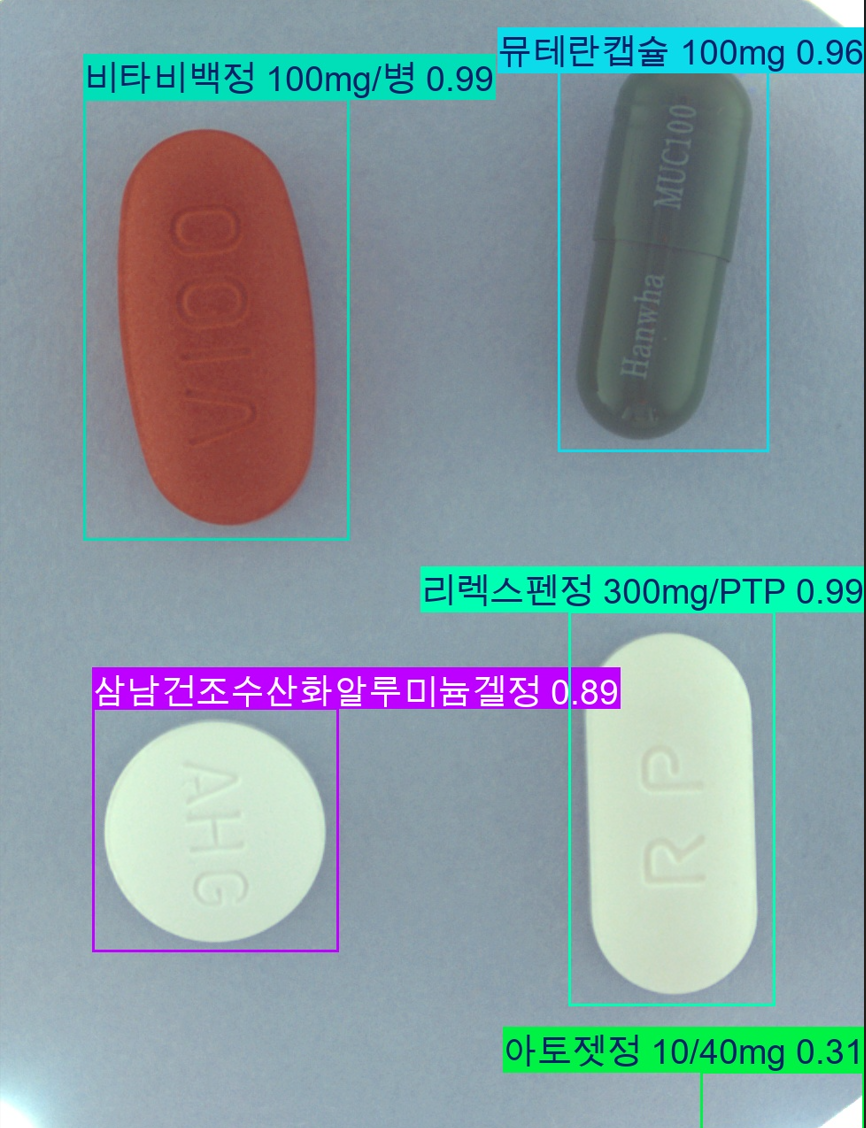 뮤테란캡슐 100mg 0.96
비타비백정 100mg/병 0.99
Hanwha MUC100
리렉스펜정 300mg/PTP 0.99
삼남건조수산화알루미늄겔정 0.89
AHG
R P
아토젯정 10/40mg 0.31